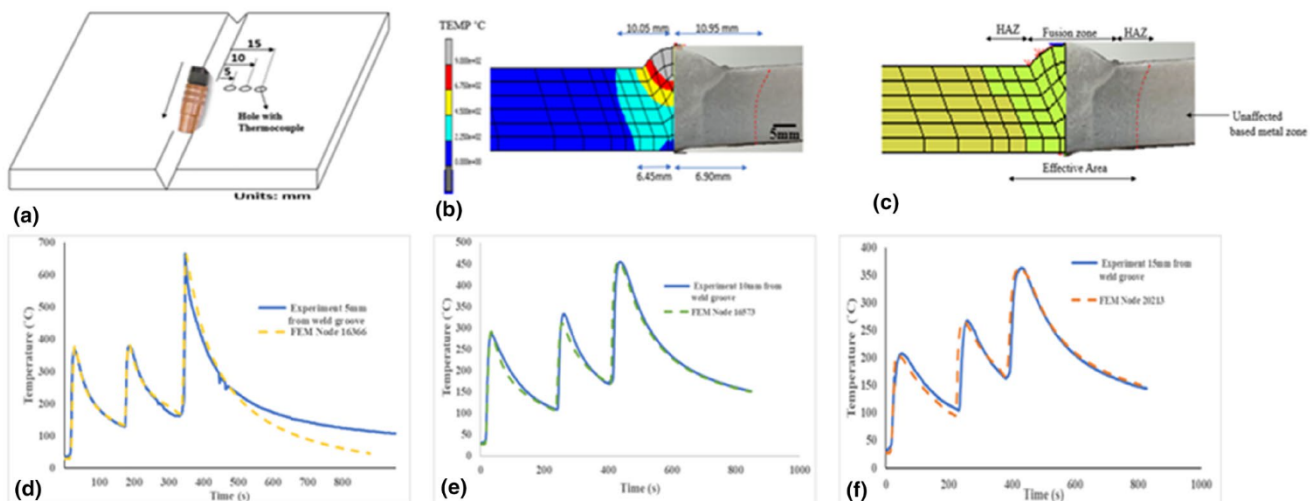 15
10
5
Hole with
Thermocouple
Units: mm
(a)
TEMP °C
10.05 mm
10.95 mm
5mm
6.45mm
6.90mm
(b)
HAZ
Fusion zone
HAZ
Unaffected
based metal zone
Effective Area
(c)
700
600
500
400
300
200
100
0
Temperature (°C)
Experiment 5mm
from weld groove
FEM Node 16366
100 200 300 400 500 600 700 800
Time (s)
(d)
500
450
400
350
300
250
200
150
100
50
0
Temperature (°C)
Experiment 10mm from
weld groove
FEM Node 16573
0 200 400 600 800 1000
Time (s)
(e)
400
350
300
250
200
150
100
50
0
Temperature (°C)
Experiment 15mm from
weld groove
FEM Node 20213
0 200 400 600 800 1000
Time (s)
(f)